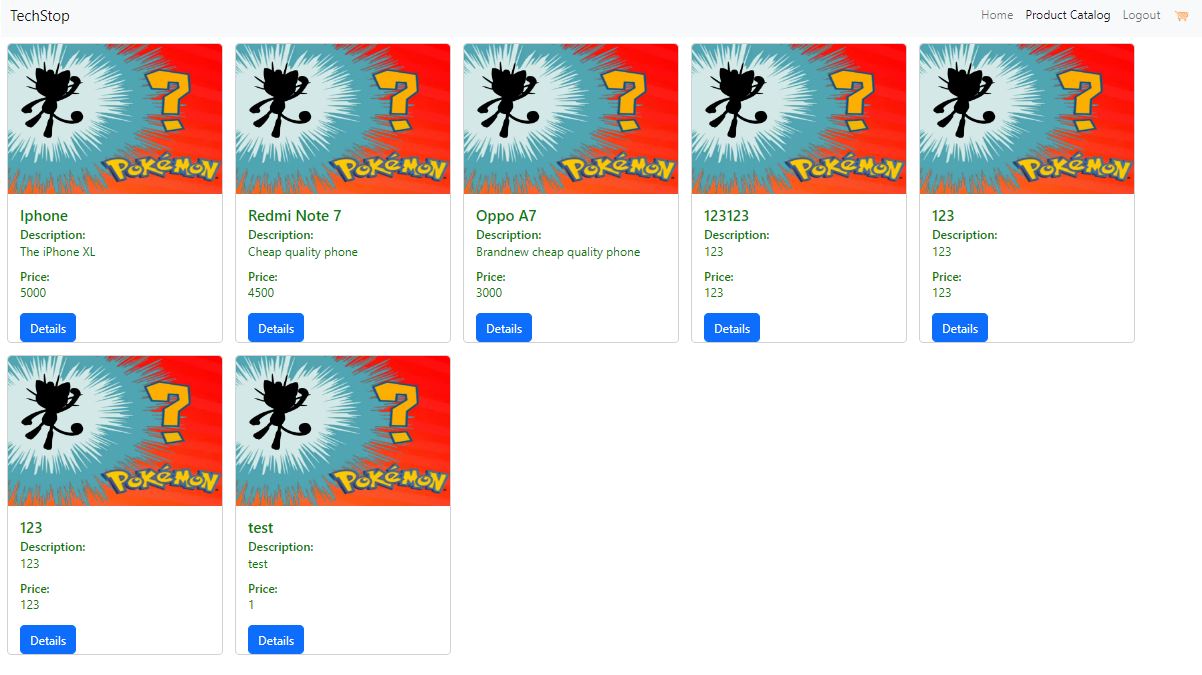 TechStop Home Product Catalog Logout
? POKéMON ? POKéMON ? POKéMON ? POKéMON ? POKéMON
Iphone
Description:
The iPhone XL
Price:
5000
Details
Redmi Note 7
Description:
Cheap quality phone
Price:
4500
Details
Oppo A7
Description:
Brandnew cheap quality phone
Price:
3000
Details
123123
Description:
123
Price:
123
Details
123
Description:
123
Price:
123
Details
? POKéMON ? POKéMON
123
Description:
123
Price:
123
Details
test
Description:
test
Price:
1
Details